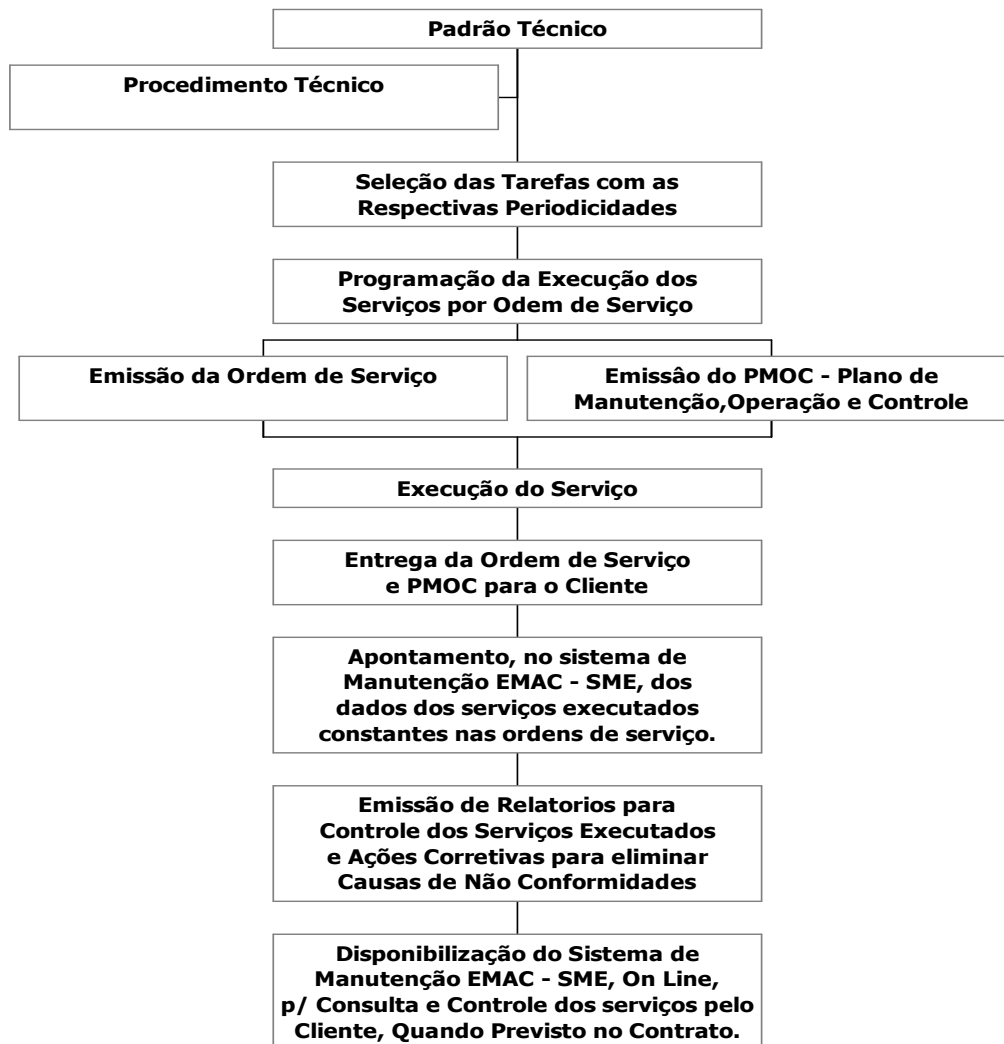 Padrão Técnico
Procedimento Técnico
Seleção das Tarefas com as
Respectivas Periodicidades
Programação da Execução dos
Serviços por Odem de Serviço
Emissão da Ordem de Serviço
Emissâo do PMOC - Plano de
Manutenção,Operação e Controle
Execução do Serviço
Entrega da Ordem de Serviço
e PMOC para o Cliente
Apontamento, no sistema de
Manutenção EMAC - SME, dos
dados dos serviços executados
constantes nas ordens de serviço.
Emissão de Relatorios para
Controle dos Serviços Executados
e Ações Corretivas para eliminar
Causas de Não Conformidades
Disponibilização do Sistema de
Manutenção EMAC - SME, On Line,
p/ Consulta e Controle dos serviços pelo
Cliente, Quando Previsto no Contrato.